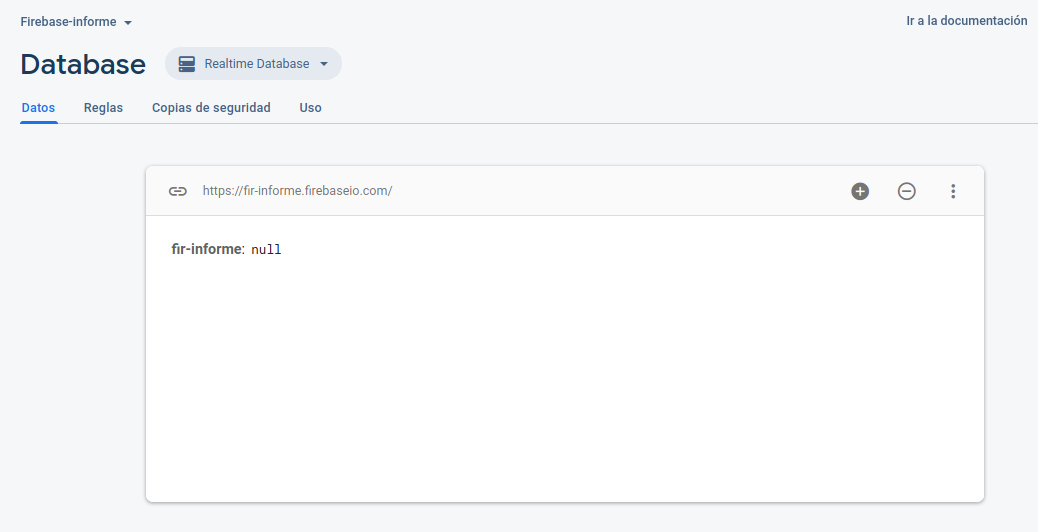 Firebase-informe
Ir a la documentación
Database
Realtime Database
Datos
Reglas
Copias de seguridad
Uso
https://fir-informe.firebaseio.com/
fir-informe: null